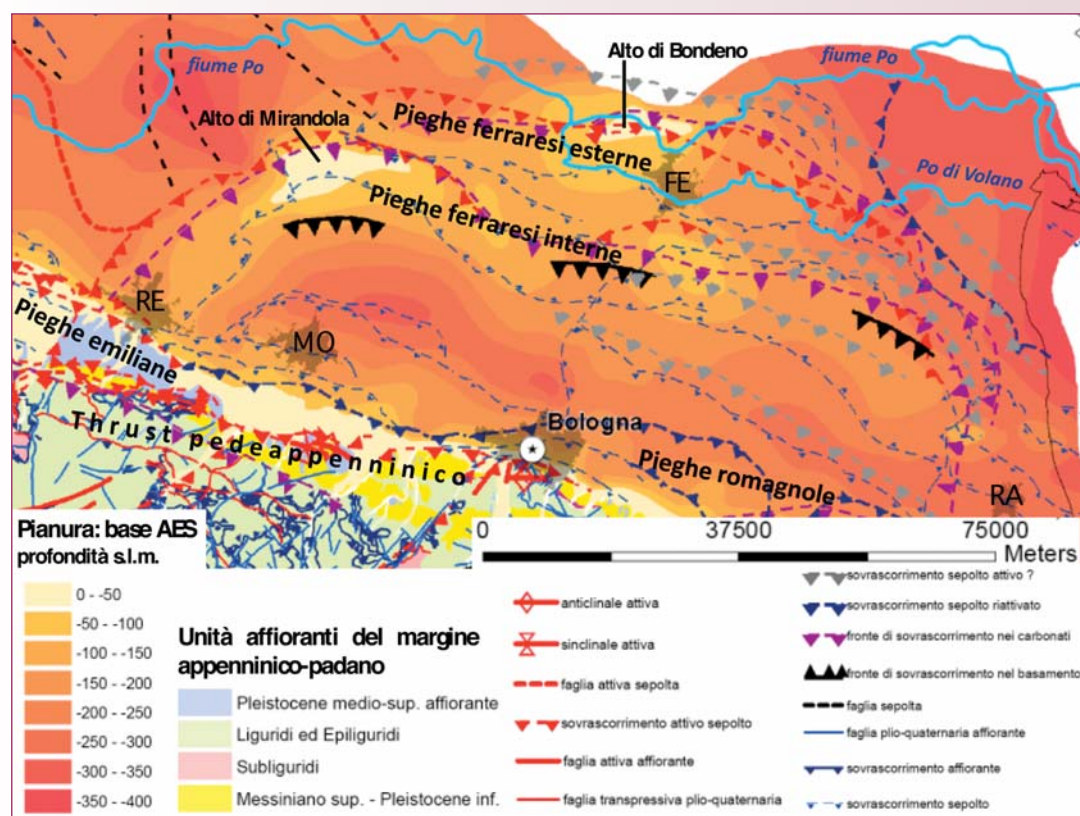 fiume Po
Alto di Bondeno
fiume Po
Alto di Mirandola
Pieghe ferraresi esterne
FE
Po di Volano
Pieghe ferraresi interne
RE
MO
Pieghe emiliane
Thrust pedeappenninico
Bologna
Pieghe romagnole
RA
Pianura: base AES
profondità s.l.m.
0 - -50
-50 - -100
-100 - -150
-150 - -200
-200 - -250
-250 - -300
-300 - -350
-350 - -400
Unità affioranti del margine
appenninico-padano
Pleistocene medio-sup. affiorante
Liguridi ed Epiliguridi
Subliguridi
Messiniano sup. - Pleistocene inf.
0 37500 75000
Meters
anticlinale attiva
sinclinale attiva
faglia attiva sepolta
sovrascorrimento attivo sepolto
faglia attiva affiorante
faglia transpressiva plio-quaternaria
sovrascorrimento sepolto attivo ?
sovrascorrimento sepolto riattivato
fronte di sovrascorrimento nei carbonati
fronte di sovrascorrimento nel basamento
faglia sepolta
faglia plio-quaternaria affiorante
sovrascorrimento affiorante
sovrascorrimento sepolto